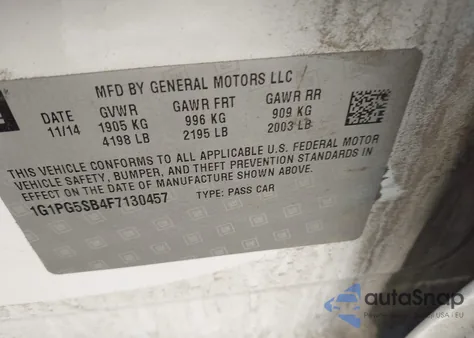 MFD BY GENERAL MOTORS LLC
DATE GVWR GAWR FRT GAWR RR
11/14 1905 KG 996 KG 909 KG
4198 LB 2195 LB 2003 LB
THIS VEHICLE CONFORMS TO ALL APPLICABLE U.S. FEDERAL MOTOR
VEHICLE SAFETY, BUMPER, AND THEFT PREVENTION STANDARDS IN
EFFECT ON THE DATE OF MANUFACTURE SHOWN ABOVE.
1G1PG5SB4F7130457 TYPE: PASS CAR
autoSnap